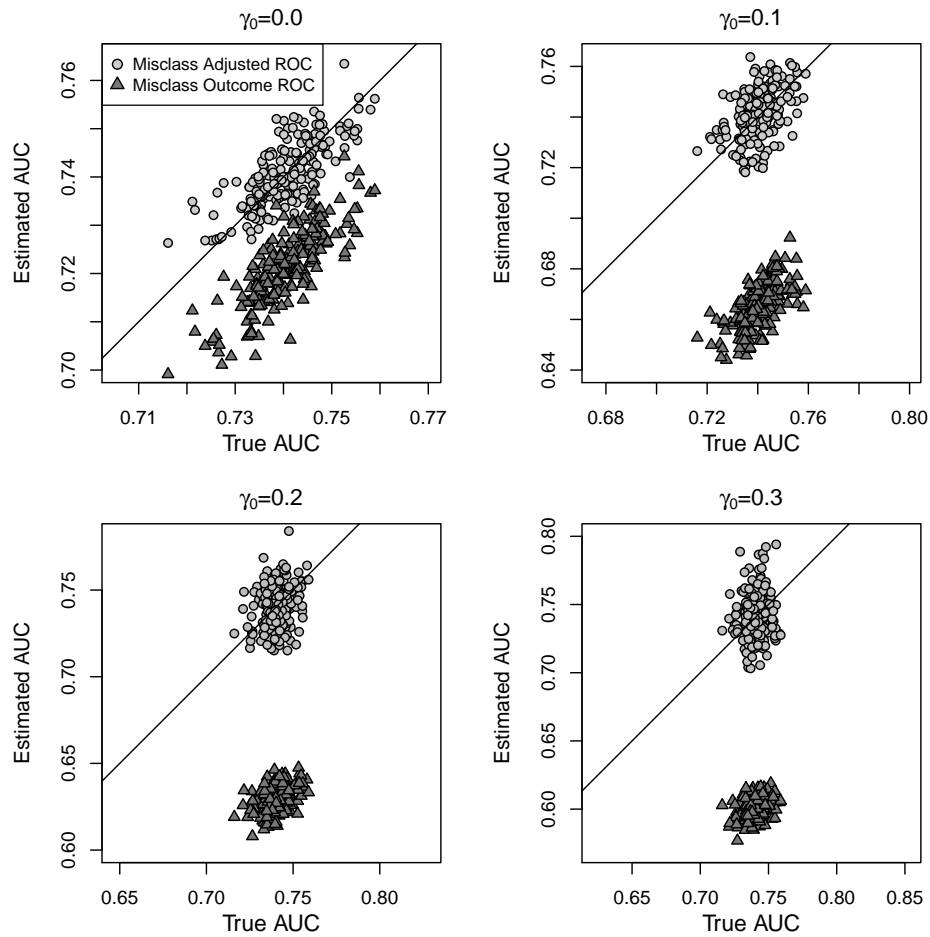 γ0=0.0
Misclass Adjusted ROC
Misclass Outcome ROC
Estimated AUC
0.70 0.72 0.74 0.76
0.71 0.73 0.75 0.77
True AUC
γ0=0.1
Estimated AUC
0.64 0.68 0.72 0.76
0.68 0.72 0.76 0.80
True AUC
γ0=0.2
Estimated AUC
0.60 0.65 0.70 0.75
0.65 0.70 0.75 0.80
True AUC
γ0=0.3
Estimated AUC
0.60 0.65 0.70 0.75 0.80
0.65 0.70 0.75 0.80 0.85
True AUC